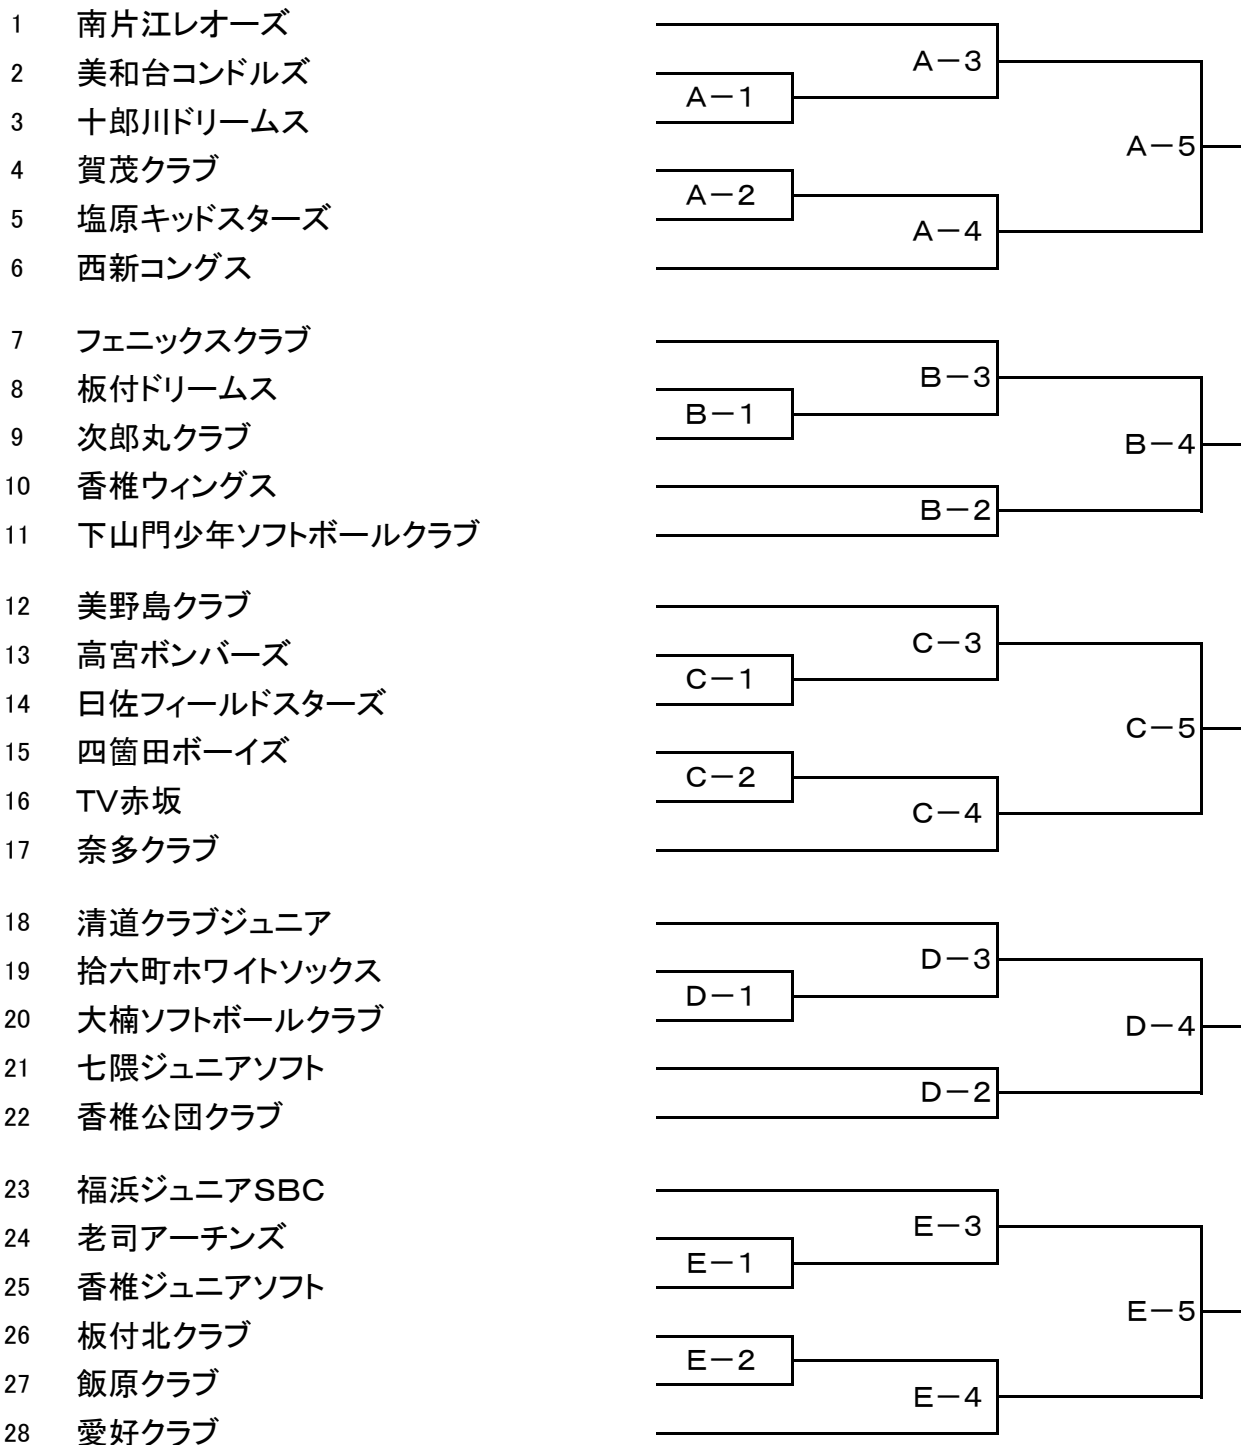 1 南片江レオーズ
A－3
2 美和台コンドルズ
A－1
3 十郎川ドリームス
A－5
4 賀茂クラブ
A－2
5 塩原キッドスターズ
A－4
6 西新コングス
7 フェニックスクラブ
B－3
8 板付ドリームス
B－1
9 次郎丸クラブ
B－4
10 香椎ウィングス
B－2
11 下山門少年ソフトボールクラブ
12 美野島クラブ
C－3
13 高宮ボンバーズ
C－1
14 曰佐フィールドスターズ
C－5
15 四箇田ボーイズ
C－2
16 TV赤坂
C－4
17 奈多クラブ
18 清道クラブジュニア
D－3
19 拾六町ホワイトソックス
D－1
20 大楠ソフトボールクラブ
D－4
21 七隈ジュニアソフト
D－2
22 香椎公団クラブ
23 福浜ジュニアSBC
E－3
24 老司アーチンズ
E－1
25 香椎ジュニアソフト
E－5
26 板付北クラブ
E－2
27 飯原クラブ
E－4
28 愛好クラブ